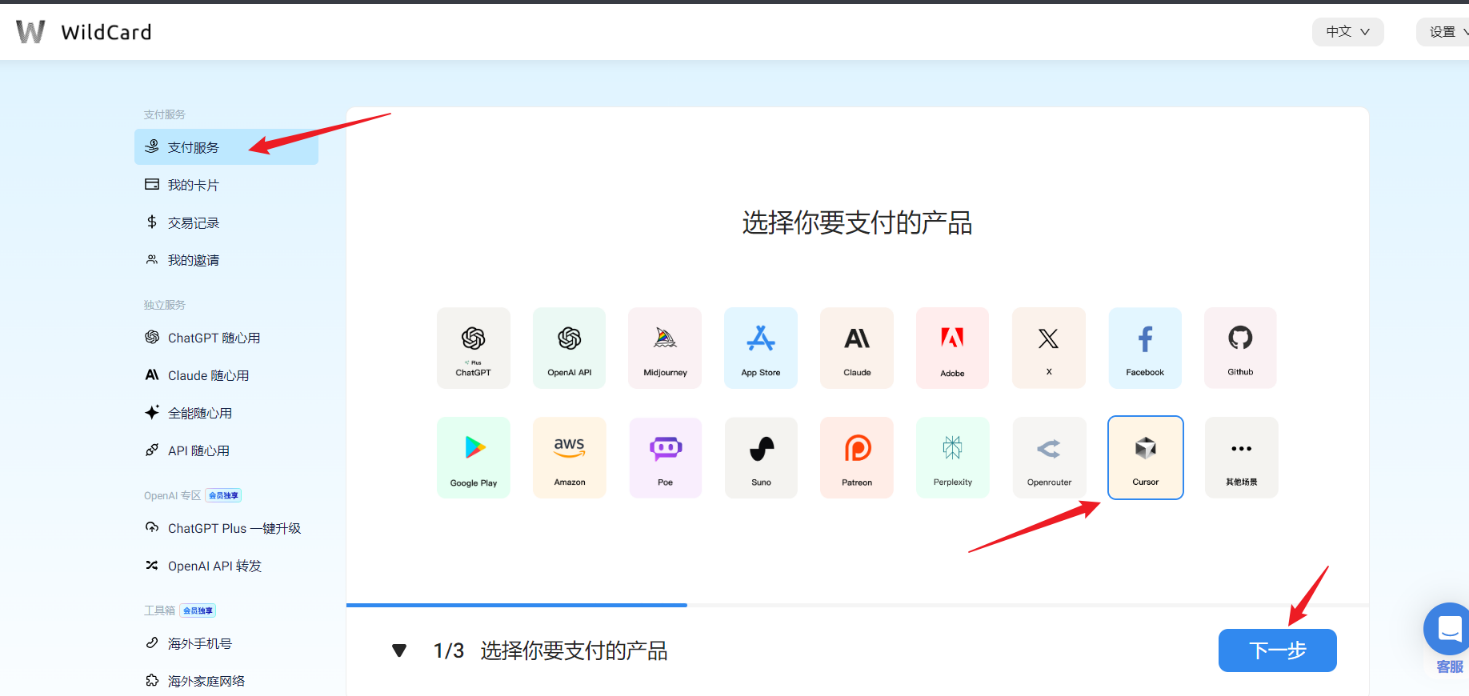 WildCard
中文
设置
支付服务
支付服务
我的卡片
交易记录
我的邀请
独立服务
ChatGPT 随心用
Claude 随心用
全能随心用
API 随心用
OpenAI 专区 会员独享
ChatGPT Plus 一键升级
OpenAI API 转发
工具箱 会员独享
海外手机号
海外家庭网络
选择你要支付的产品
Plus
ChatGPT
OpenAI API
Midjourney
App Store
Claude
Adobe
X
Facebook
Github
aws
Google Play
Amazon
Poe
Suno
Patreon
Perplexity
Openrouter
Cursor
其他场景
1/3 选择你要支付的产品
下一步
客服